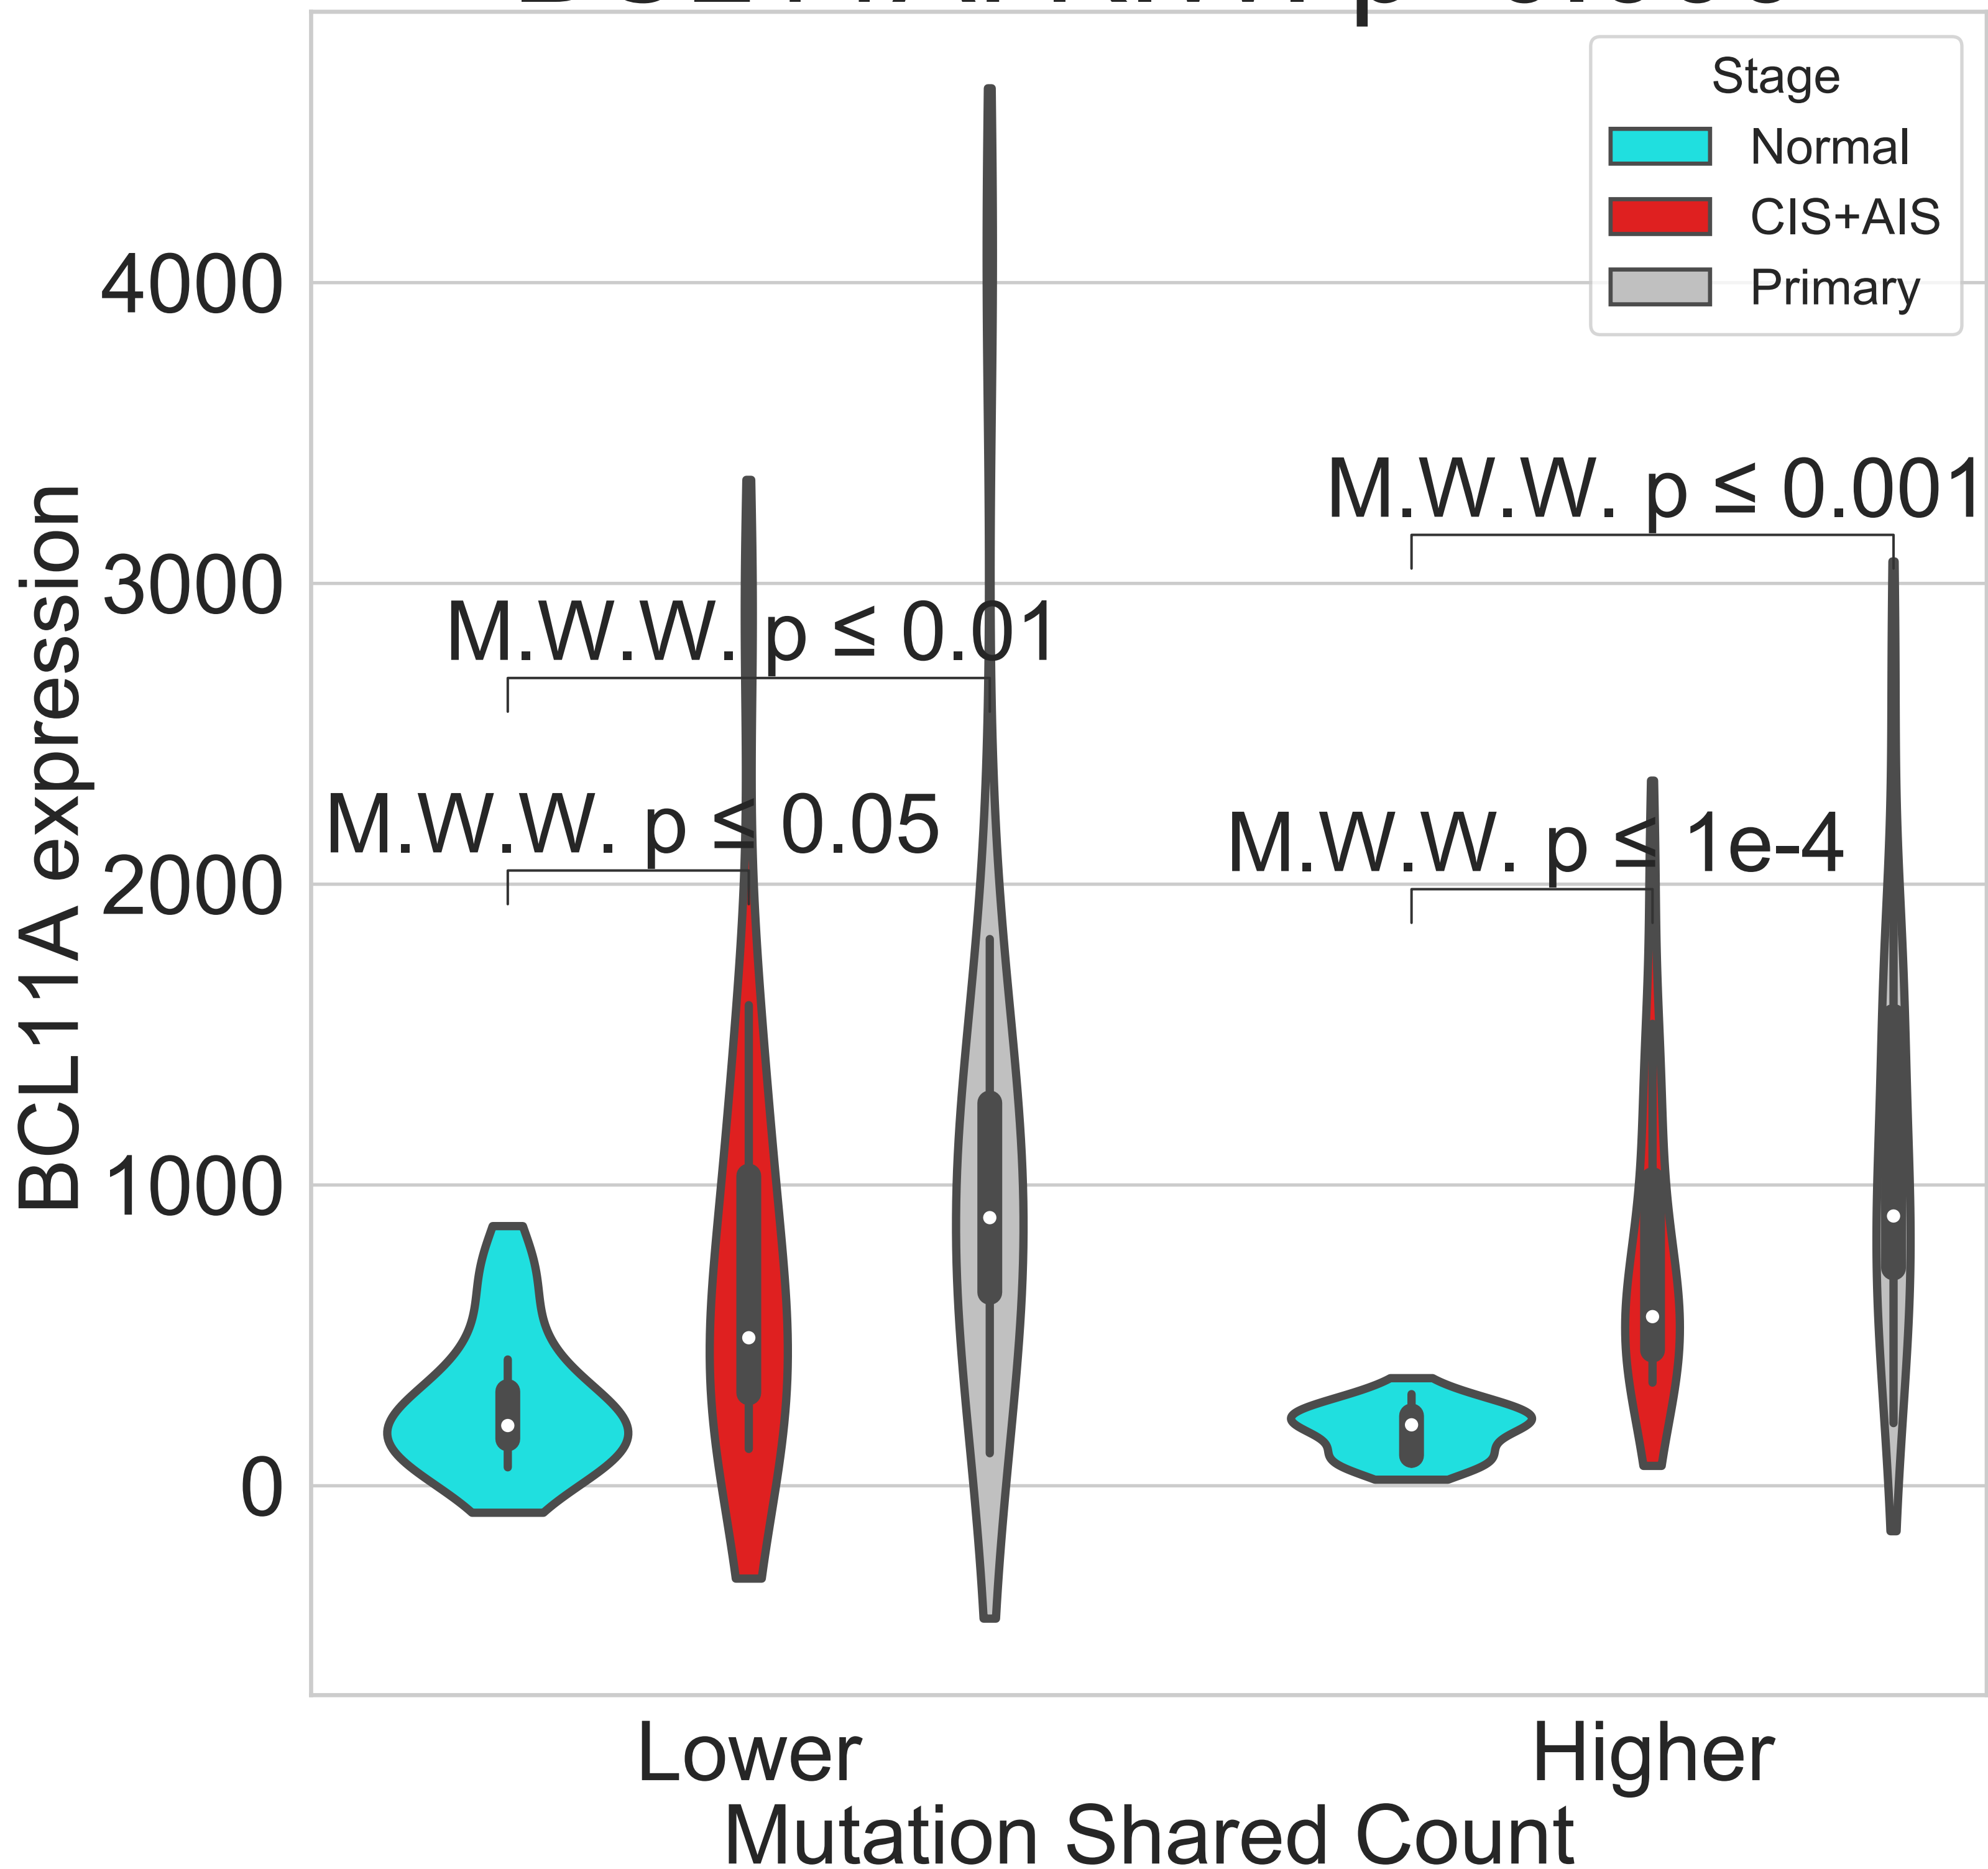 Stage
Normal
CIS+AIS
Primary
4000
3000
2000
1000
0
BCL11A expression
M.W.W. p ≤ 0.001
M.W.W. p ≤ 0.01
M.W.W. p ≤ 0.05
M.W.W. p ≤ 1e-4
Lower
Higher
Mutation Shared Count